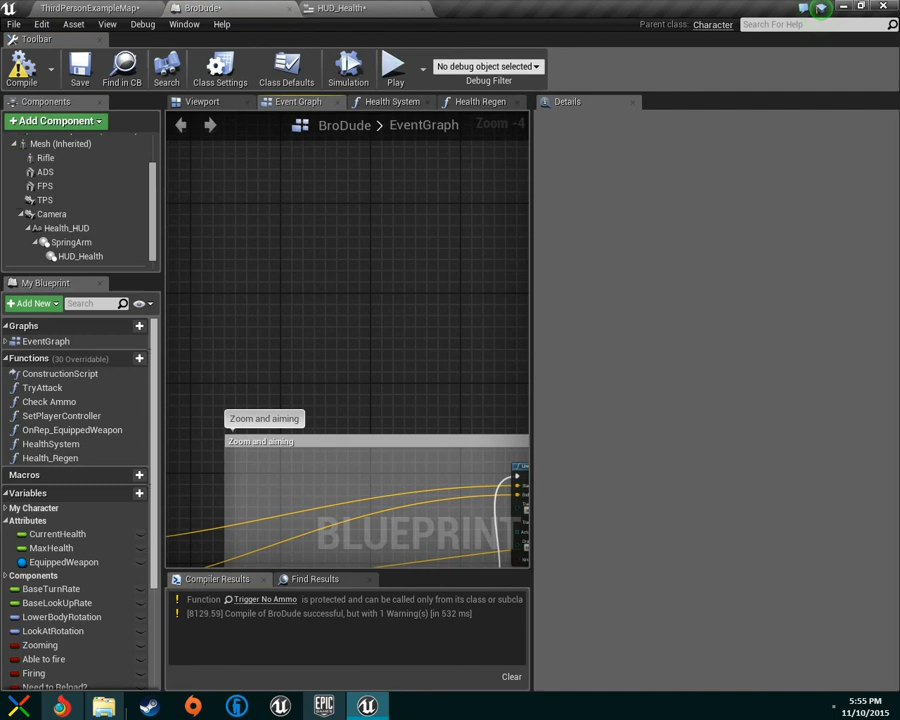 ThirdPersonExampleMap*
BroDude*
HUD_Health*
File Edit Asset View Debug Window Help
Parent class: Character
Search For Help
Toolbar
Compile
Save
Find in CB
Search
Class Settings
Class Defaults
Simulation
Play
No debug object selected
Debug Filter
Components
Viewport
Event Graph
Health System
Health Regen
Details
+Add Component
BroDude > EventGraph
Zoom -4
Mesh (Inherited)
Rifle
ADS
FPS
TPS
Camera
Health_HUD
SpringArm
HUD_Health
My Blueprint
+Add New
Search
Graphs
EventGraph
Functions (30 Overridable)
ConstructionScript
TryAttack
Check Ammo
SetPlayerController
OnRep_EquippedWeapon
HealthSystem
Health_Regen
Macros
Variables
My Character
Attributes
CurrentHealth
MaxHealth
EquippedWeapon
Components
BaseTurnRate
BaseLookUpRate
LowerBodyRotation
LookAtRotation
Zooming
Able to fire
Firing
Need to Reload?
Zoom and aiming
Zoom and aiming
BLUEPRINT
Compiler Results
Find Results
Function Trigger No Ammo is protected and can be called only from its class or subcla
[8129.59] Compile of BroDude successful, but with 1 Warning(s) [in 532 ms]
Clear
EPIC
5:55 PM
11/10/2015